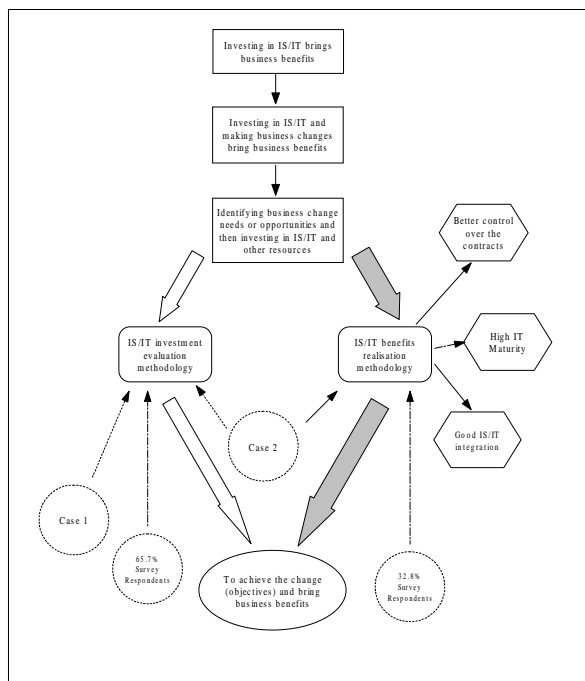 Investing in IS/IT brings
business benefits
Investing in IS/IT and
making business changes
bring business benefits
Identifying business change
needs or opportunities and
then investing in IS/IT and
other resources
Better control
over the
contracts
IS/IT investment
evaluation
methodology
IS/IT benefits
realisation
methodology
High IT
Maturity
Good IS/IT
integration
Case 2
Case 1
65.7%
Survey
Respondents
To achieve the change
(objectives) and bring
business benefits
32.8%
Survey
Respondents